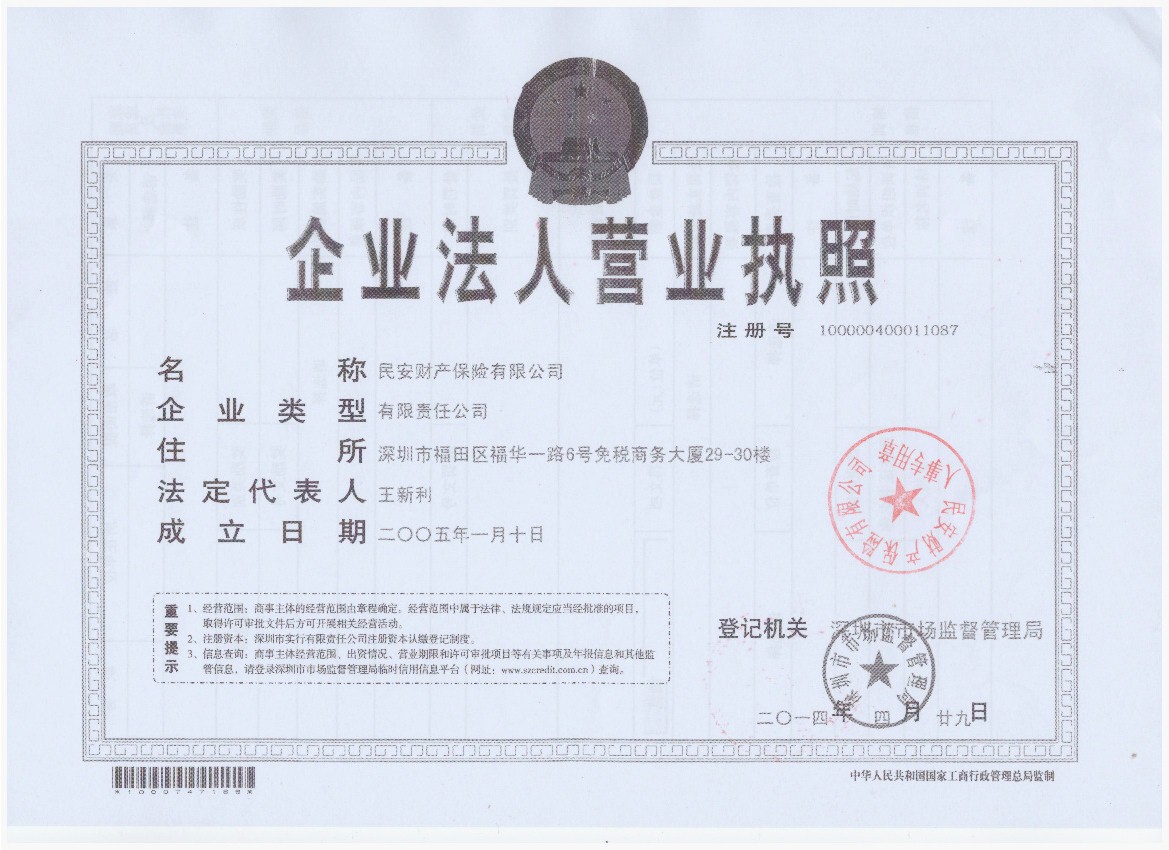 企业法人营业执照
注册号 100000400011087
名称 民安财产保险有限公司
企业类型 有限责任公司
住所 深圳市福田区福华一路6号免税商务大厦29-30楼
法定代表人 王新利
成立日期 二〇〇五年一月十日
民安财产保险有限公司
人事专用章
重要提示
1、经营范围：商事主体的经营范围由章程确定。经营范围中属于法律、法规规定应当经批准的项目，
取得许可审批文件后方可开展相关经营活动。
2、注册资本：深圳市实行有限责任公司注册资本认缴登记制度。
3、信息查询：商事主体经营范围、出资情况、营业期限和许可审批项目等有关事项及年报信息和其他监
管信息，请登录深圳市市场监督管理局临时信用信息平台（网址：www.szcredit.com.cn）查询。
登记机关 深圳市市场监督管理局
深圳市市场监督管理局
二〇一四年四月廿九日
中华人民共和国国家工商行政管理总局监制